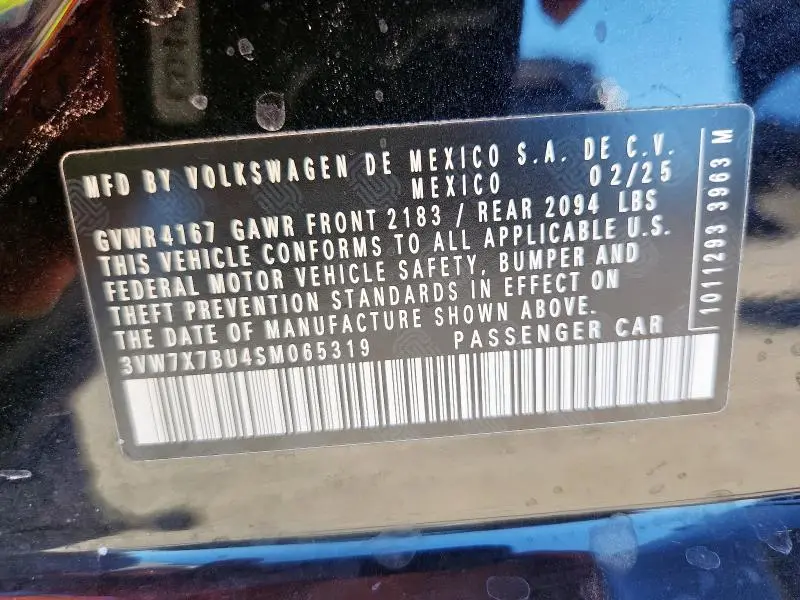 MFD BY VOLKSWAGEN DE MEXICO S.A. DE C.V.
MEXICO 02/25
GVWR4167 GAWR FRONT 2183 / REAR 2094 LBS
THIS VEHICLE CONFORMS TO ALL APPLICABLE U.S.
FEDERAL MOTOR VEHICLE SAFETY, BUMPER AND
THEFT PREVENTION STANDARDS IN EFFECT ON
THE DATE OF MANUFACTURE SHOWN ABOVE.
3VW7X7BU4SM065319 PASSENGER CAR
1011293 3963 M